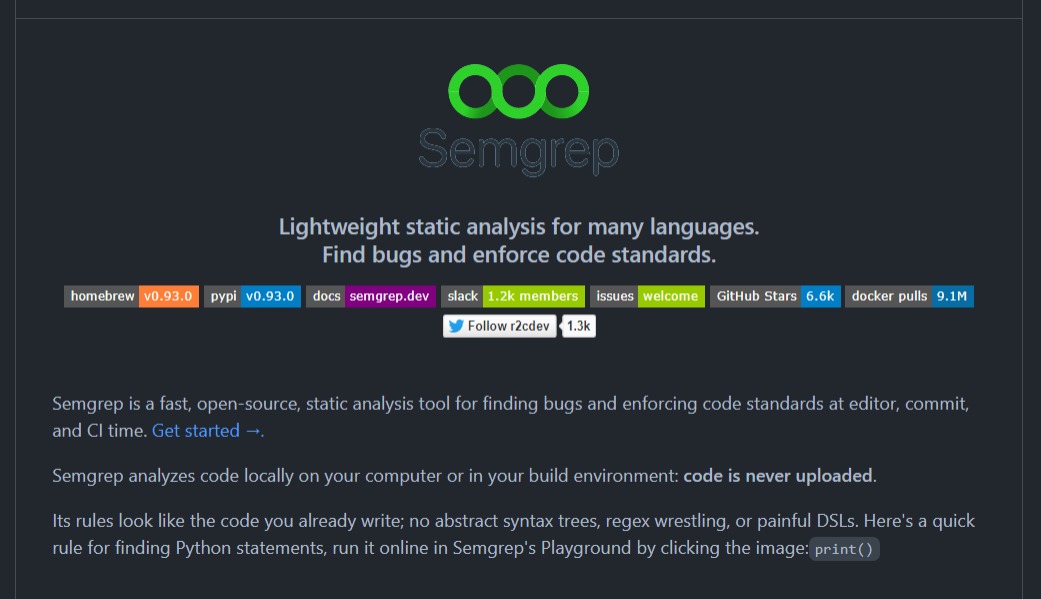 Semgrep
Lightweight static analysis for many languages.
Find bugs and enforce code standards.
homebrew v0.93.0 pypi v0.93.0 docs semgrep.dev slack 1.2k members issues welcome GitHub Stars 6.6k docker pulls 9.1M
Follow r2cdev 1.3k
Semgrep is a fast, open-source, static analysis tool for finding bugs and enforcing code standards at editor, commit,
and CI time. Get started →.
Semgrep analyzes code locally on your computer or in your build environment: code is never uploaded.
Its rules look like the code you already write; no abstract syntax trees, regex wrestling, or painful DSLs. Here's a quick
rule for finding Python statements, run it online in Semgrep's Playground by clicking the image: print()